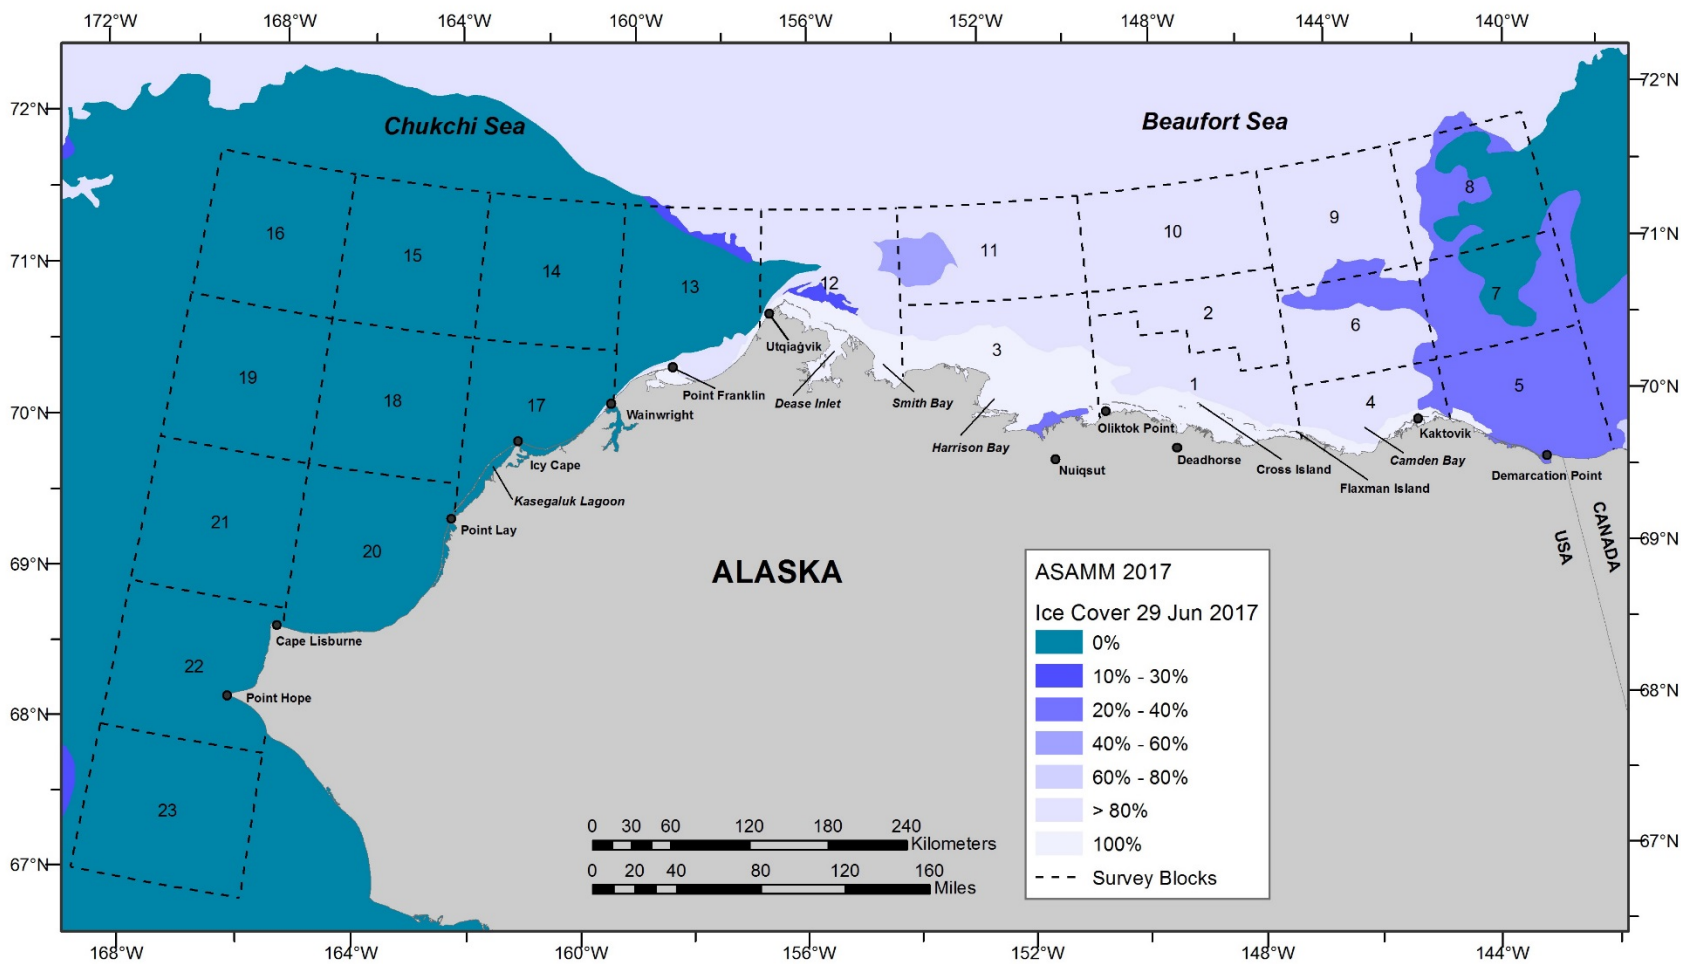 172°W 168°W 164°W 160°W 156°W 152°W 148°W 144°W 140°W
72°N 72°N
Chukchi Sea Beaufort Sea
8
16 15 14 13 12 11 10 9
71°N 71°N
7
2 6
3
19 18 17 1 4 5
Utqiaġvik
Point Franklin
Dease Inlet
Smith Bay
70°N 70°N
Wainwright
Harrison Bay
Oliktok Point
Kaktovik
Icy Cape
Nuiqsut
Deadhorse
Cross Island
Camden Bay
Flaxman Island
Demarcation Point
Kasegaluk Lagoon
21 20
Point Lay
69°N 69°N
USA
CANADA
ALASKA
Cape Lisburne
22
Point Hope
68°N 68°N
23
67°N 67°N
ASAMM 2017
Ice Cover 29 Jun 2017
0%
10% - 30%
20% - 40%
40% - 60%
60% - 80%
> 80%
100%
Survey Blocks
0 30 60 120 180 240
Kilometers
0 20 40 80 120 160
Miles
168°W 164°W 160°W 156°W 152°W 148°W 144°W